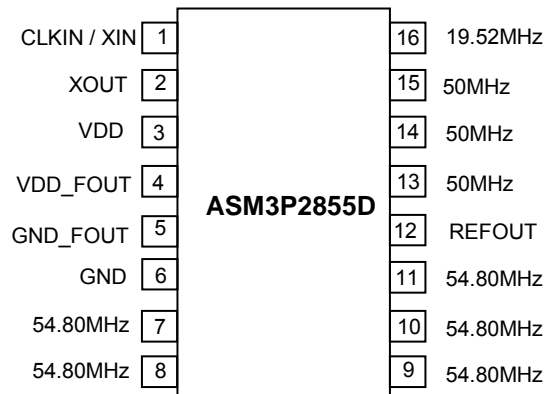 CLKIN / XIN 1 16 19.52MHz
XOUT 2 15 50MHz
VDD 3 14 50MHz
VDD_FOUT 4 13 50MHz
ASM3P2855D
GND_FOUT 5 12 REFOUT
GND 6 11 54.80MHz
54.80MHz 7 10 54.80MHz
54.80MHz 8 9 54.80MHz